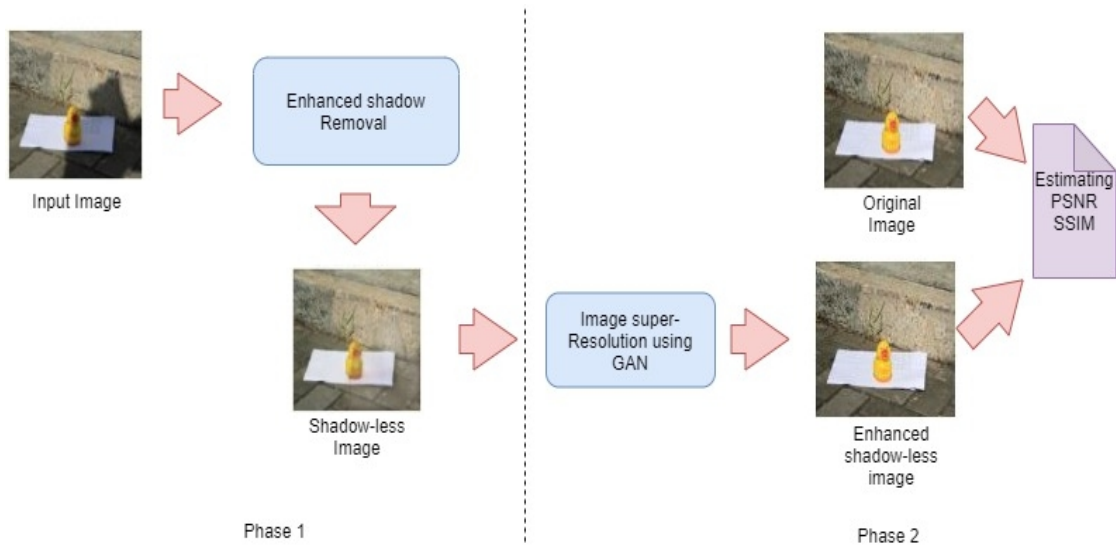 Input Image
Enhanced shadow
Removal
Shadow-less
Image
Phase 1
Image super-
Resolution using
GAN
Original
Image
Enhanced
shadow-less
image
Estimating
PSNR
SSIM
Phase 2